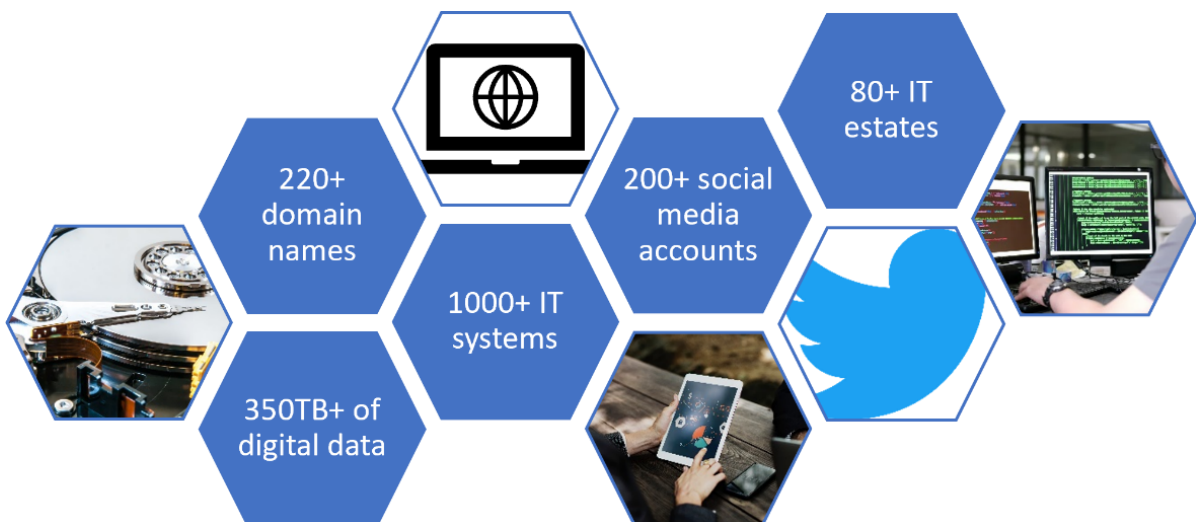 220+
domain
names
350TB+ of
digital data
1000+ IT
systems
200+ social
media
accounts
80+ IT
estates